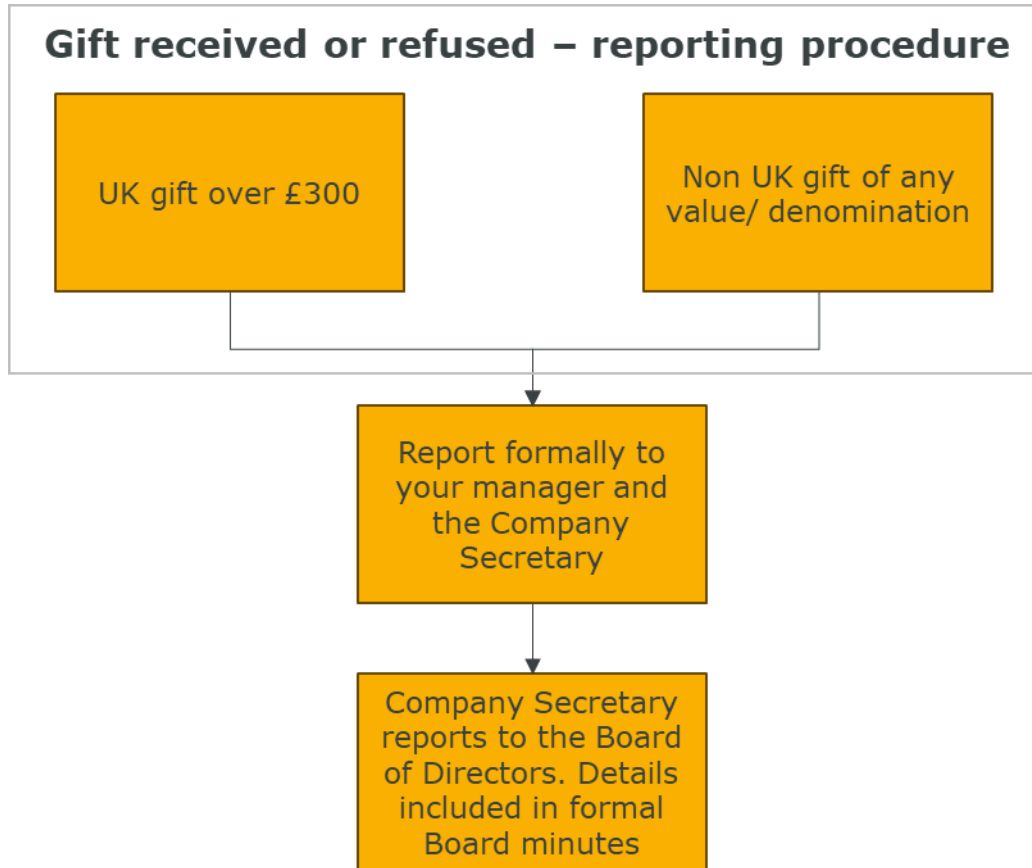 Gift received or refused – reporting procedure
UK gift over £300
Non UK gift of any
value/ denomination
Report formally to
your manager and
the Company
Secretary
Company Secretary
reports to the Board
of Directors. Details
included in formal
Board minutes